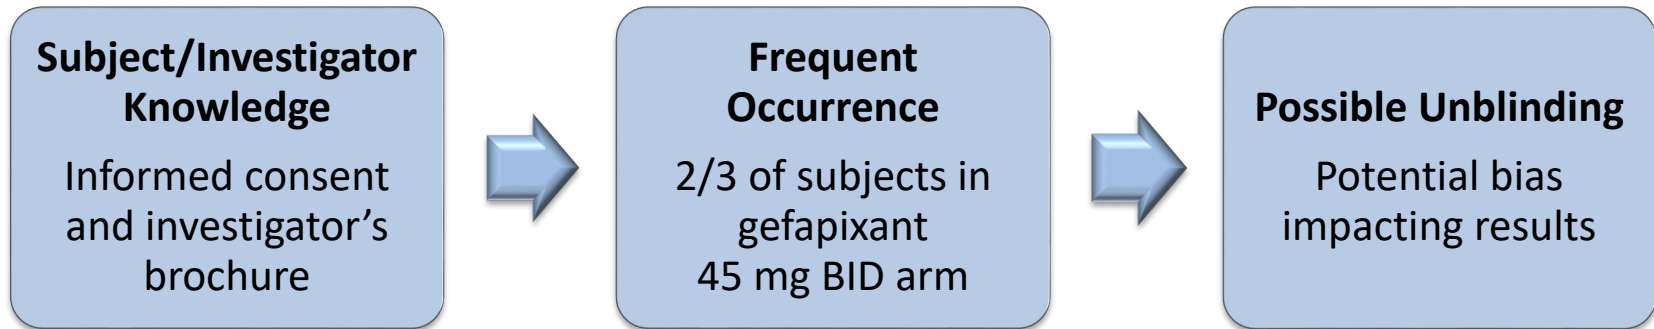 Subject/Investigator
Knowledge
Informed consent
and investigator's
brochure
Frequent
Occurrence
2/3 of subjects in
gefapixant
45 mg BID arm
Possible Unblinding
Potential bias
impacting results